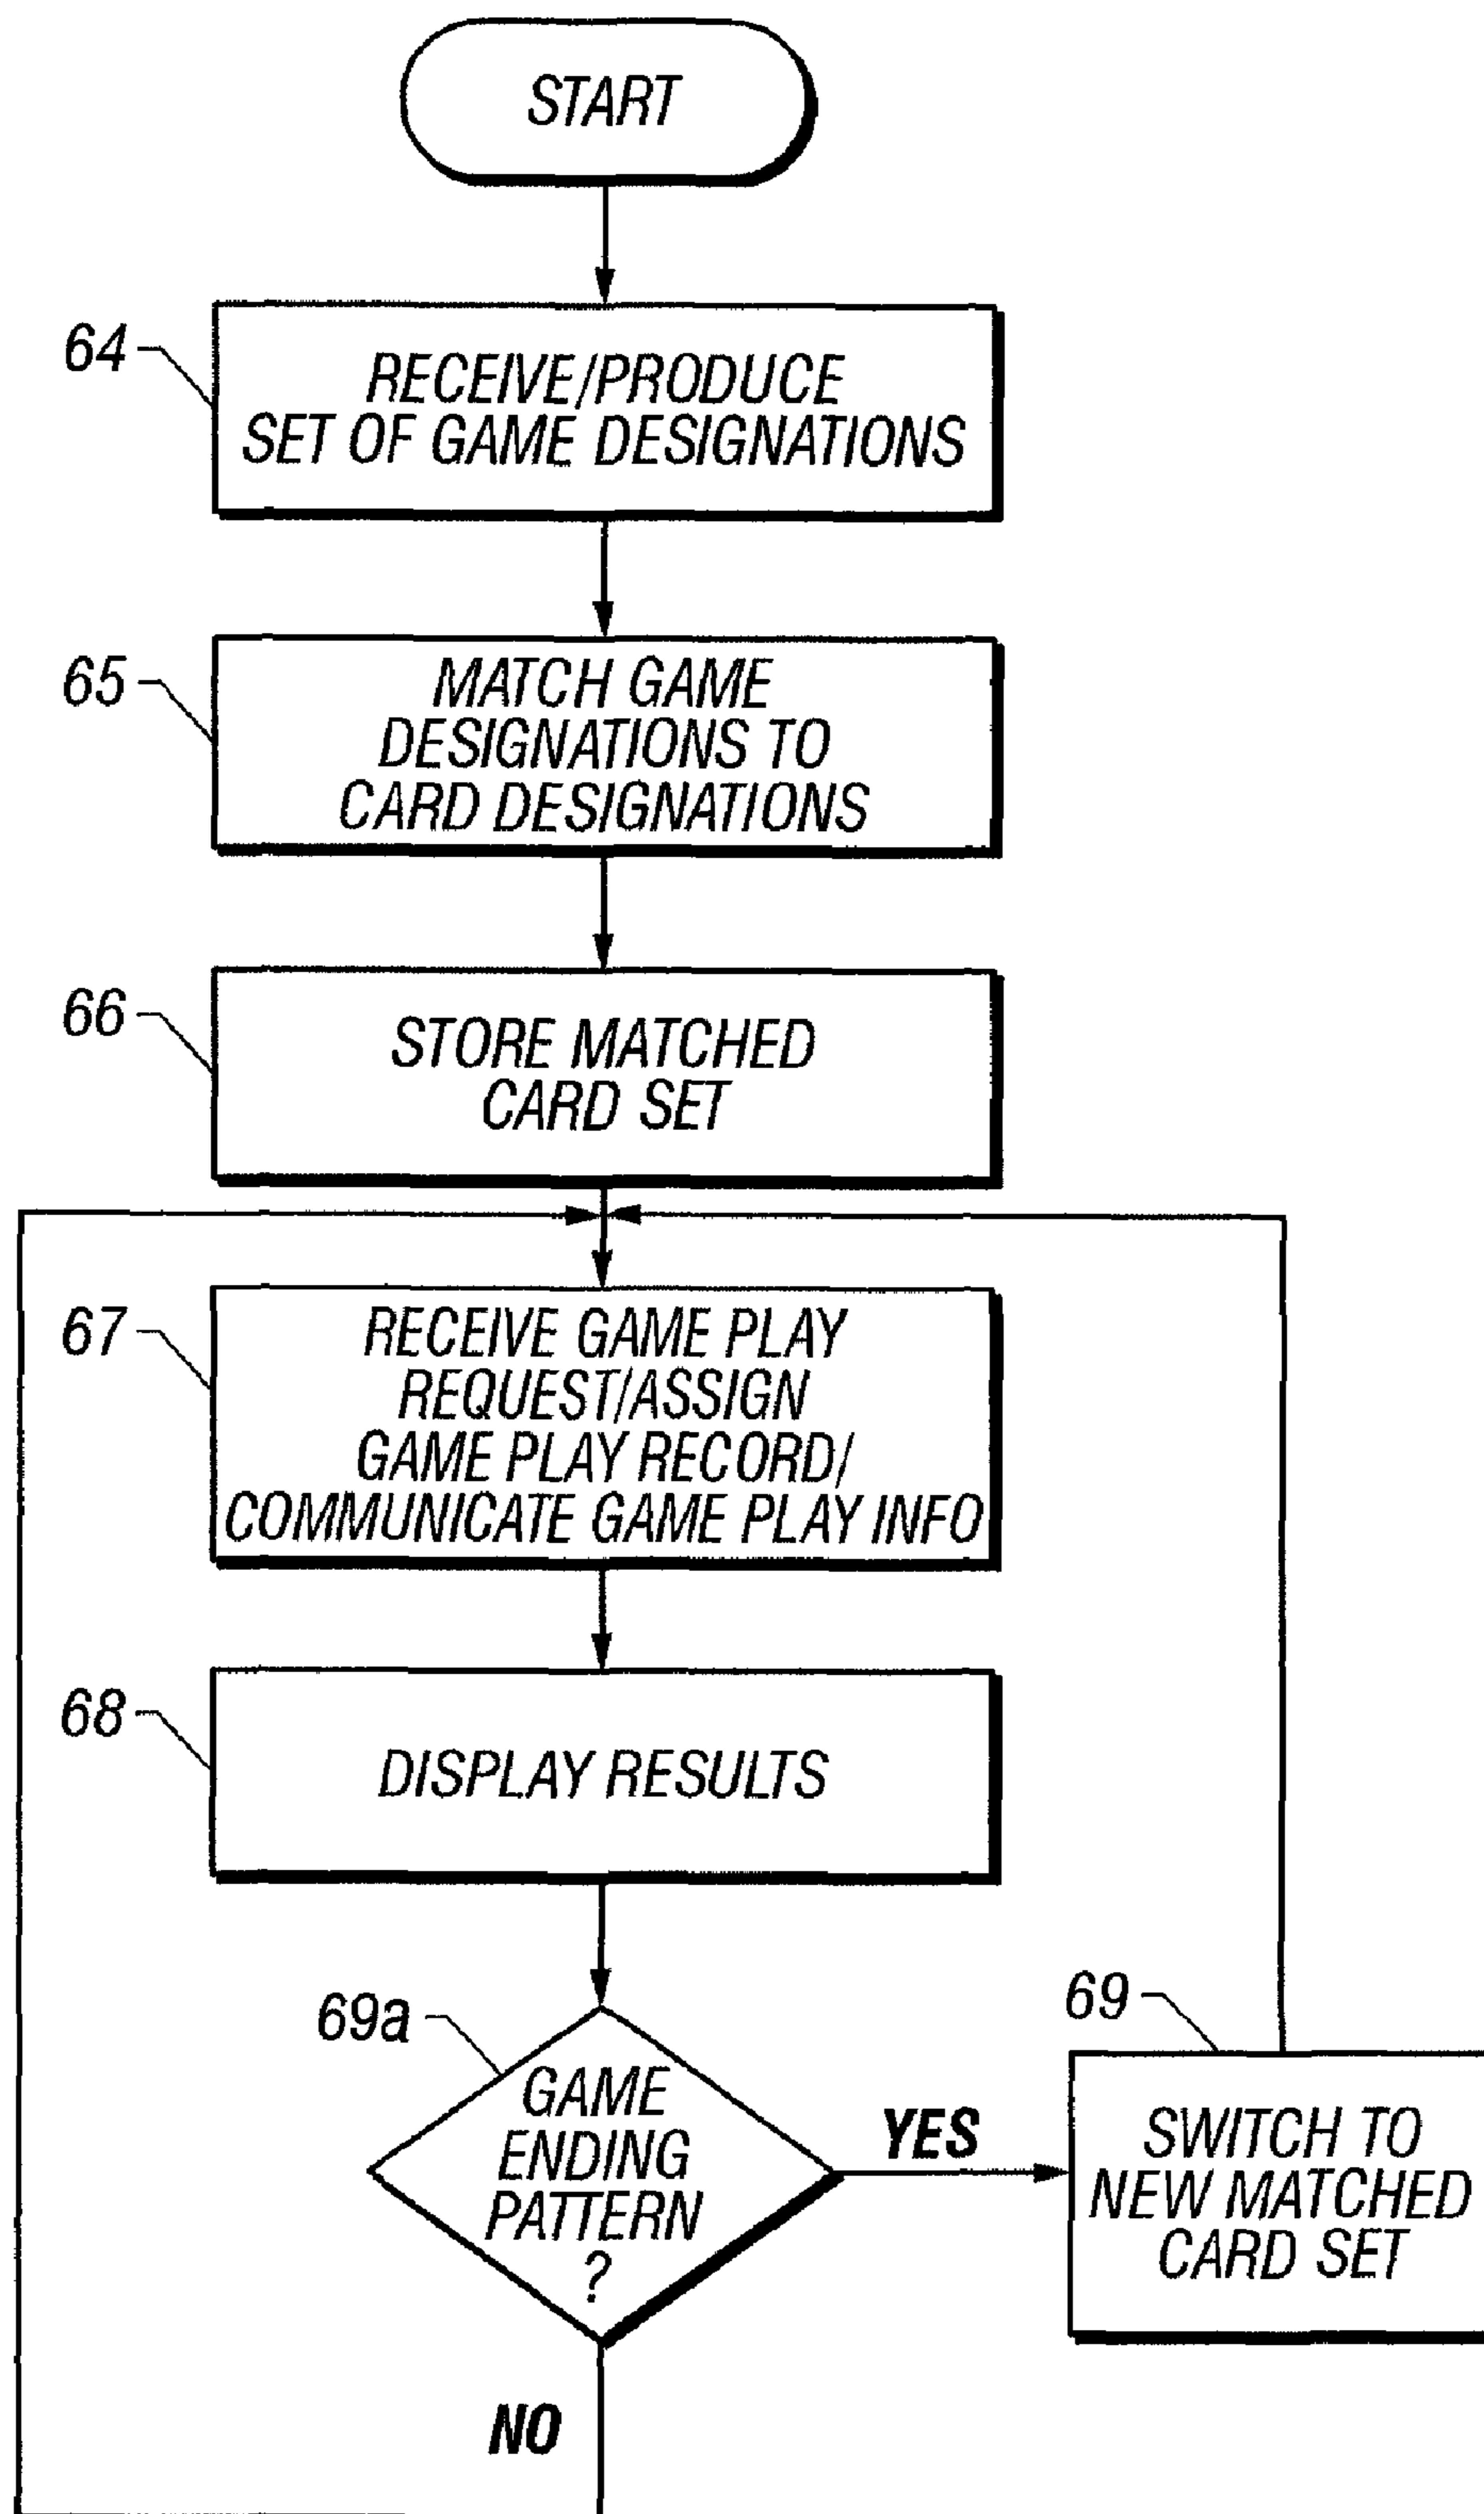 START
64
RECEIVE/PRODUCE
SET OF GAME DESIGNATIONS
65
MATCH GAME
DESIGNATIONS TO
CARD DESIGNATIONS
66
STORE MATCHED
CARD SET
67
RECEIVE GAME PLAY
REQUEST/ASSIGN
GAME PLAY RECORD/
COMMUNICATE GAME PLAY INFO
68
DISPLAY RESULTS
69a
GAME
ENDING
PATTERN
?
YES
69
SWITCH TO
NEW MATCHED
CARD SET
NO